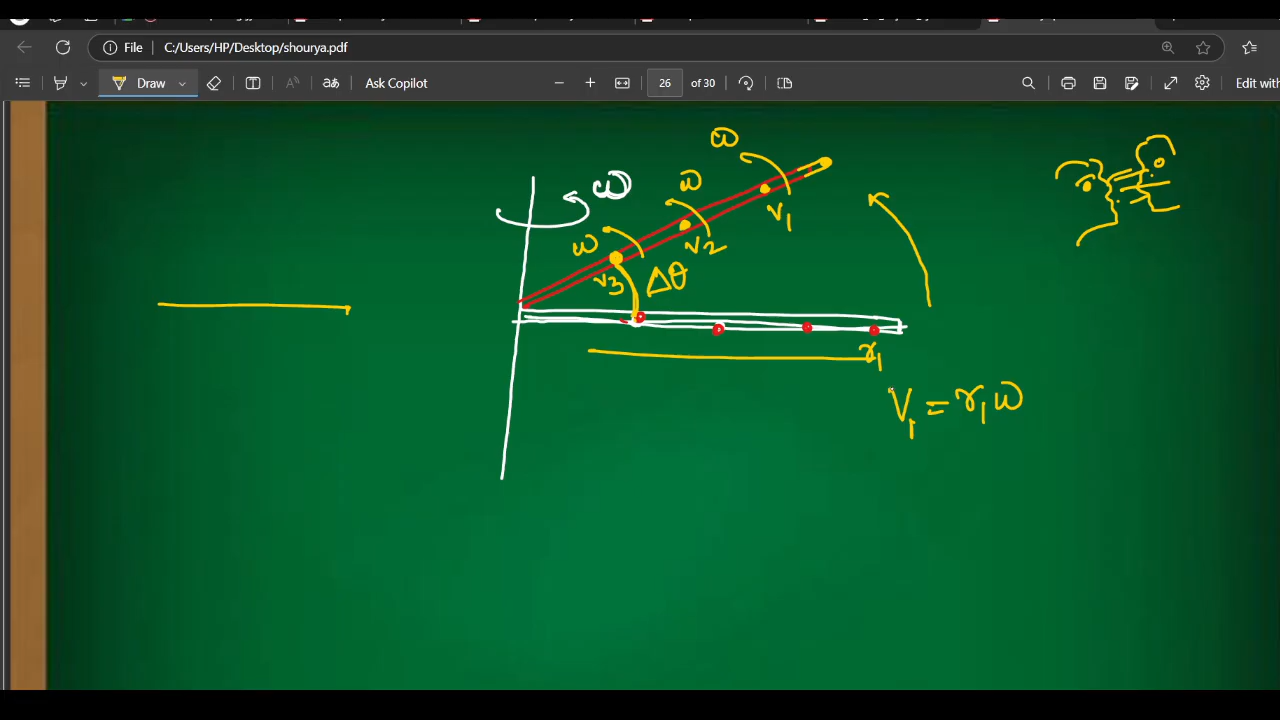 File C:/Users/HP/Desktop/shourya.pdf
Draw Ask Copilot 26 of 30 Edit with
ω
ω
ω
ω
v1
v2
v3
Δθ
r1
V1 = r1 ω